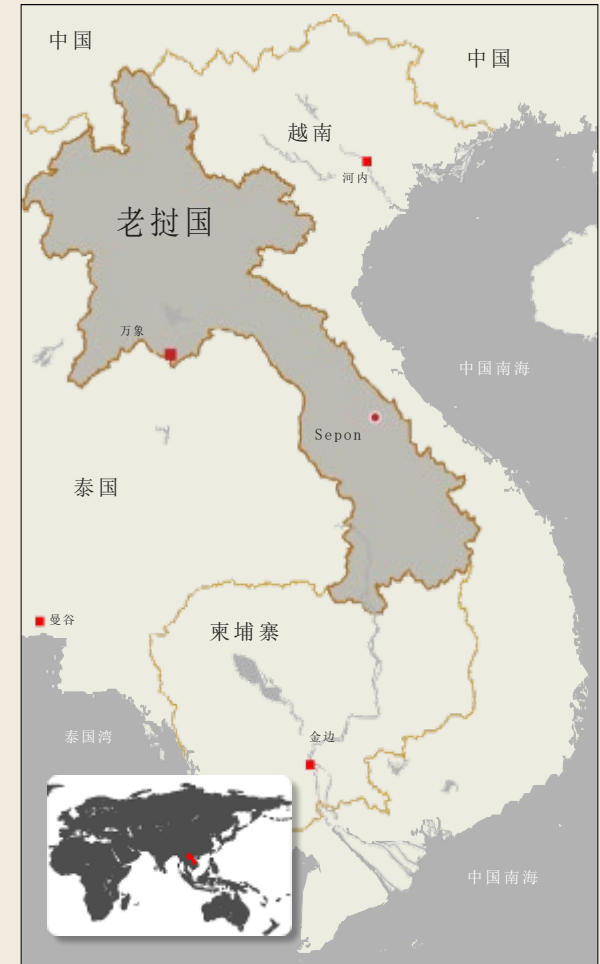 中国
中国
越南
河内
老挝国
万象
中国南海
Sepon
泰国
曼谷
柬埔寨
泰国湾
金边
中国南海